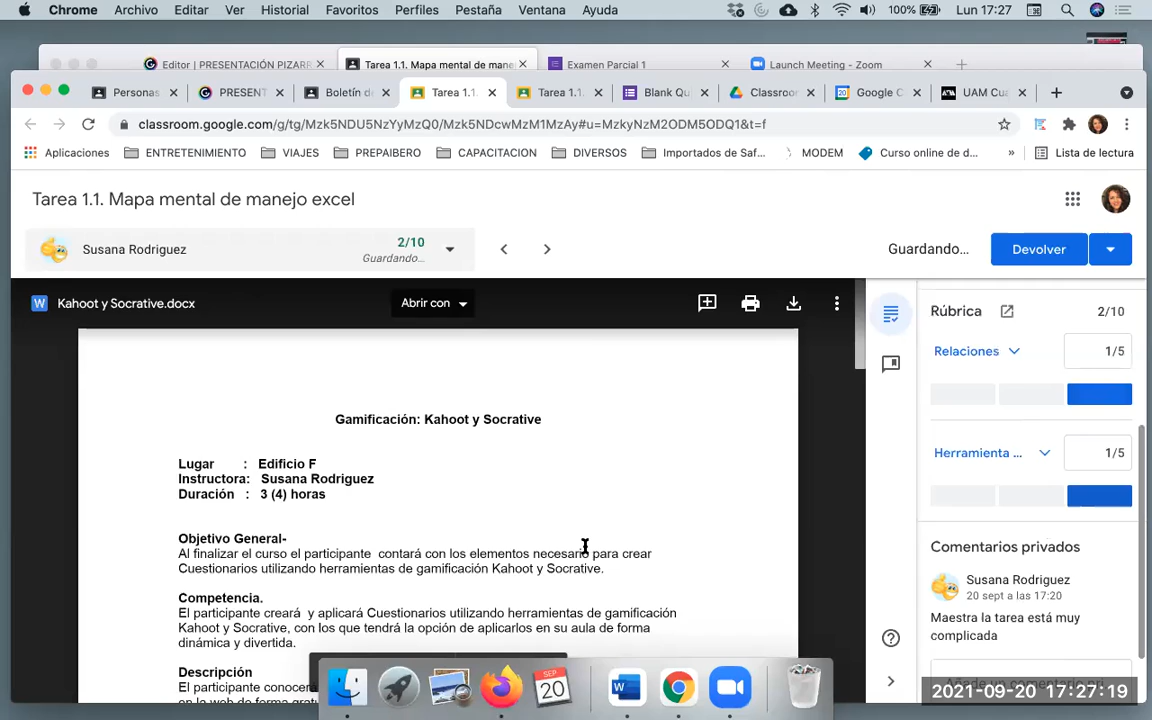 Chrome Archivo Editar Ver Historial Favoritos Perfiles Pestaña Ventana Ayuda 100% Lun 17:27
Editor | PRESENTACIÓN PIZARR Tarea 1.1. Mapa mental de mane Examen Parcial 1 Launch Meeting - Zoom
Personas PRESENT Boletín de Tarea 1.1. Tarea 1.1. Blank Qu Classroo Google C UAM Cua
classroom.google.com/g/tg/Mzk5NDU5NzYyMzQ0/Mzk5NDcwMzM1MzAy#u=MzkyNzM2ODM5ODQ1&t=f
Aplicaciones ENTRETENIMIENTO VIAJES PREPAIBERO CAPACITACION DIVERSOS Importados de Saf... MODEM Curso online de d... » Lista de lectura
Tarea 1.1. Mapa mental de manejo excel
Susana Rodriguez 2/10 Guardando... Guardando... Devolver
Kahoot y Socrative.docx Abrir con
Rúbrica 2/10
Relaciones 1/5
Herramienta ... 1/5
Comentarios privados
Susana Rodriguez
20 sept a las 17:20
Maestra la tarea está muy
complicada
Gamificación: Kahoot y Socrative
Lugar : Edificio F
Instructora: Susana Rodriguez
Duración : 3 (4) horas
Objetivo General-
Al finalizar el curso el participante contará con los elementos necesario para crear
Cuestionarios utilizando herramientas de gamificación Kahoot y Socrative.
Competencia.
El participante creará y aplicará Cuestionarios utilizando herramientas de gamificación
Kahoot y Socrative, con los que tendrá la opción de aplicarlos en su aula de forma
dinámica y divertida.
Descripción
El participante conocer
SEP
20
2021-09-20 17:27:19